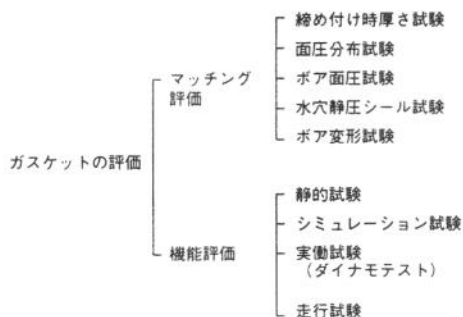 ガスケットの評価
マッチング
評価
締め付け時厚さ試験
面圧分布試験
ボア面圧試験
水穴静圧シール試験
ボア変形試験
機能評価
静的試験
シミュレーション試験
実働試験
(ダイナモテスト)
走行試験